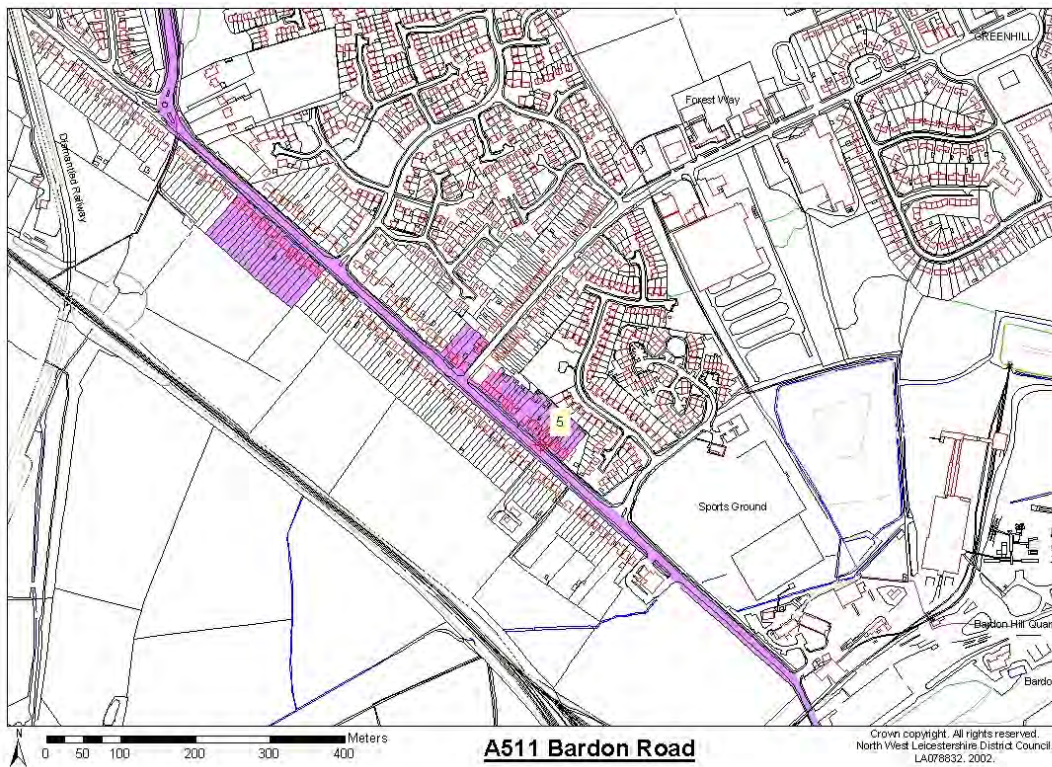 GREENHILL
Forest Way
Dismantled Railway
5
Sports Ground
Bardon Hill Quar
Bardo
N
0 50 100 200 300 400 Meters
A511 Bardon Road
Crown copyright. All rights reserved.
North West Leicestershire District Council
LA078832. 2002.